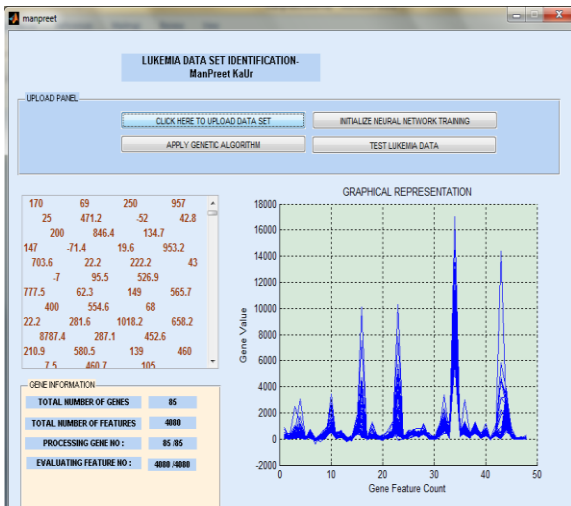 manpreet
LUKEMIA DATA SET IDENTIFICATION-
ManPreet KaUr
UPLOAD PANEL
CLICK HERE TO UPLOAD DATA SET
INITIALIZE NEURAL NETWORK TRAINING
APPLY GENETIC ALGORITHM
TEST LUKEMIA DATA
170 69 250 957
25 471.2 -52 42.8
200 846.4 134.7
147 -71.4 19.6 953.2
703.6 22.2 222.2 43
-7 95.5 526.9
777.5 62.3 149 565.7
400 554.6 68
22.2 281.6 1018.2 658.2
8787.4 287.1 452.6
210.9 580.5 139 460
7.5 460.7 105
GENE INFORMATION
TOTAL NUMBER OF GENES 85
TOTAL NUMBER OF FEATURES 4080
PROCESSING GENE NO : 85 /85
EVALUATING FEATURE NO : 4080 /4080
GRAPHICAL REPRESENTATION
18000
16000
14000
12000
10000
8000
6000
4000
2000
0
-2000
Gene Value
0 10 20 30 40 50
Gene Feature Count